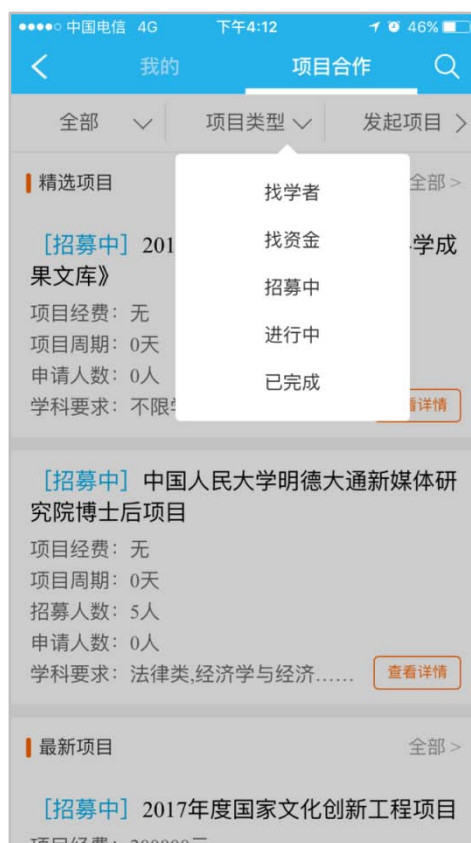 中国电信 4G 下午4:12 46%
我的 项目合作
全部 项目类型 发起项目
精选项目 全部 >
找学者
找资金
招募中
进行中
已完成
［招募中］201 学成
果文库》
项目经费：无
项目周期：0天
申请人数：0人
学科要求：不限 详情
［招募中］中国人民大学明德大通新媒体研
究院博士后项目
项目经费：无
项目周期：0天
招募人数：5人
申请人数：0人
学科要求：法律类,经济学与经济…… 查看详情
最新项目 全部 >
［招募中］2017年度国家文化创新工程项目